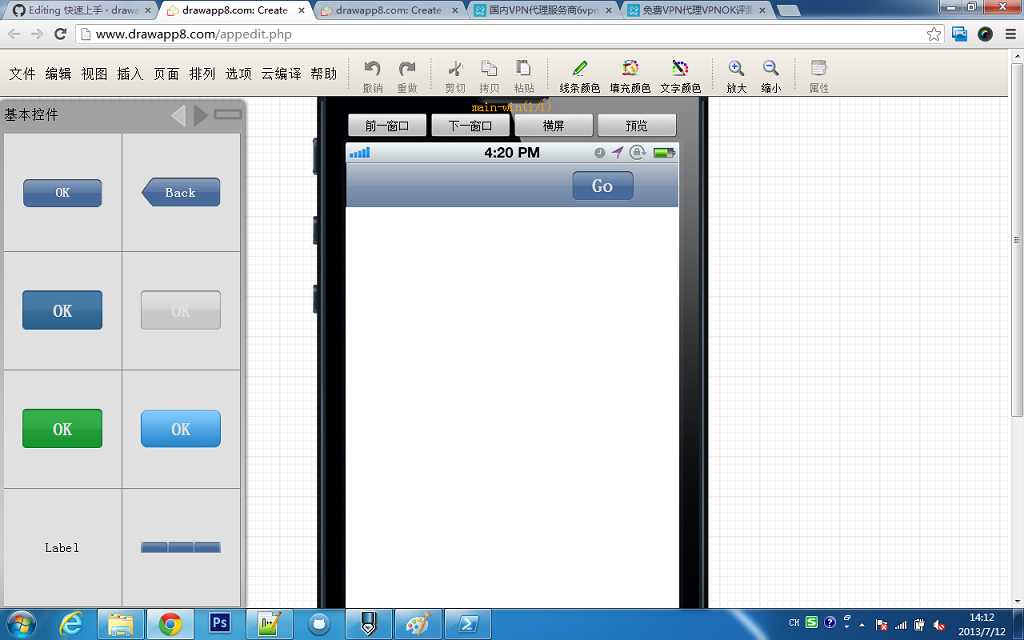 Editing 快速上手 · drawa
drawapp8.com: Create
drawapp8.com: Create
国内VPN代理服务商6vpn
免费VPN代理VPNOK评测
www.drawapp8.com/appedit.php
文件 编辑 视图 插入 页面 排列 选项 云编译 帮助
撤销 重做 剪切 拷贝 粘贴 线条颜色 填充颜色 文字颜色 放大 缩小 属性
基本控件
main-win(1/1)
前一窗口 下一窗口 横屏 预览
4:20 PM
Go
OK Back
OK OK
OK OK
Label
Ps
CH
14:12
2013/7/12